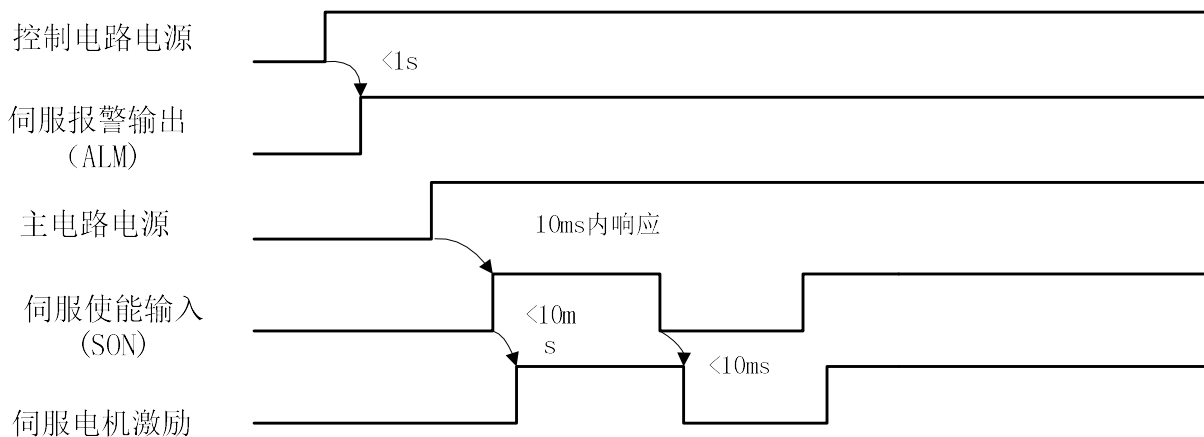 控制电路电源
<1s
伺服报警输出
(ALM)
主电路电源
10ms内响应
伺服使能输入
(SON)
<10m
s
<10ms
伺服电机激励